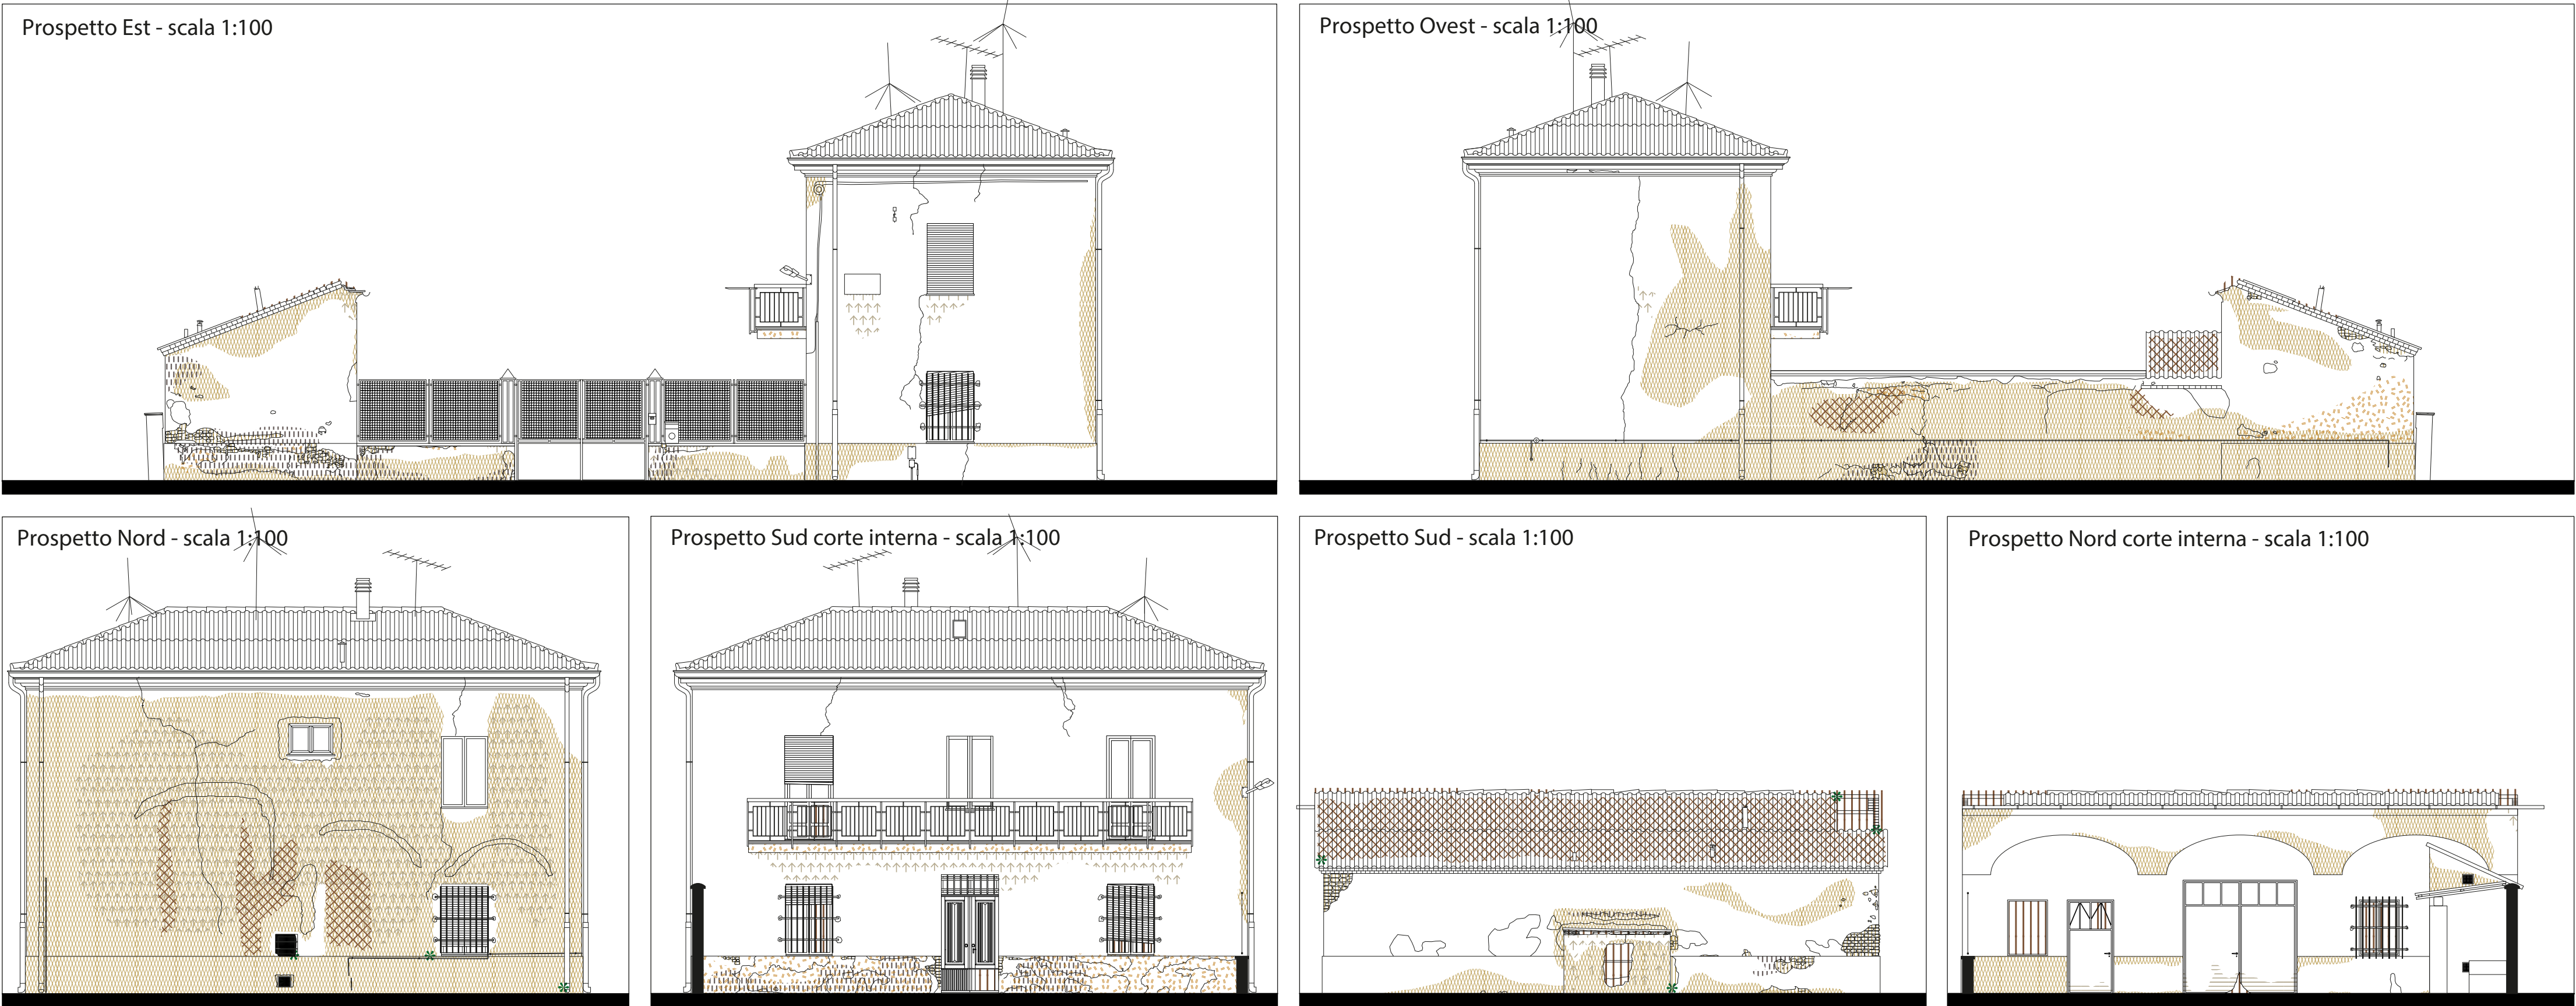 Prospetto Est - scala 1:100
Prospetto Ovest - scala 1:100
Prospetto Nord - scala 1:100
Prospetto Sud corte interna - scala 1:100
Prospetto Sud - scala 1:100
Prospetto Nord corte interna - scala 1:100